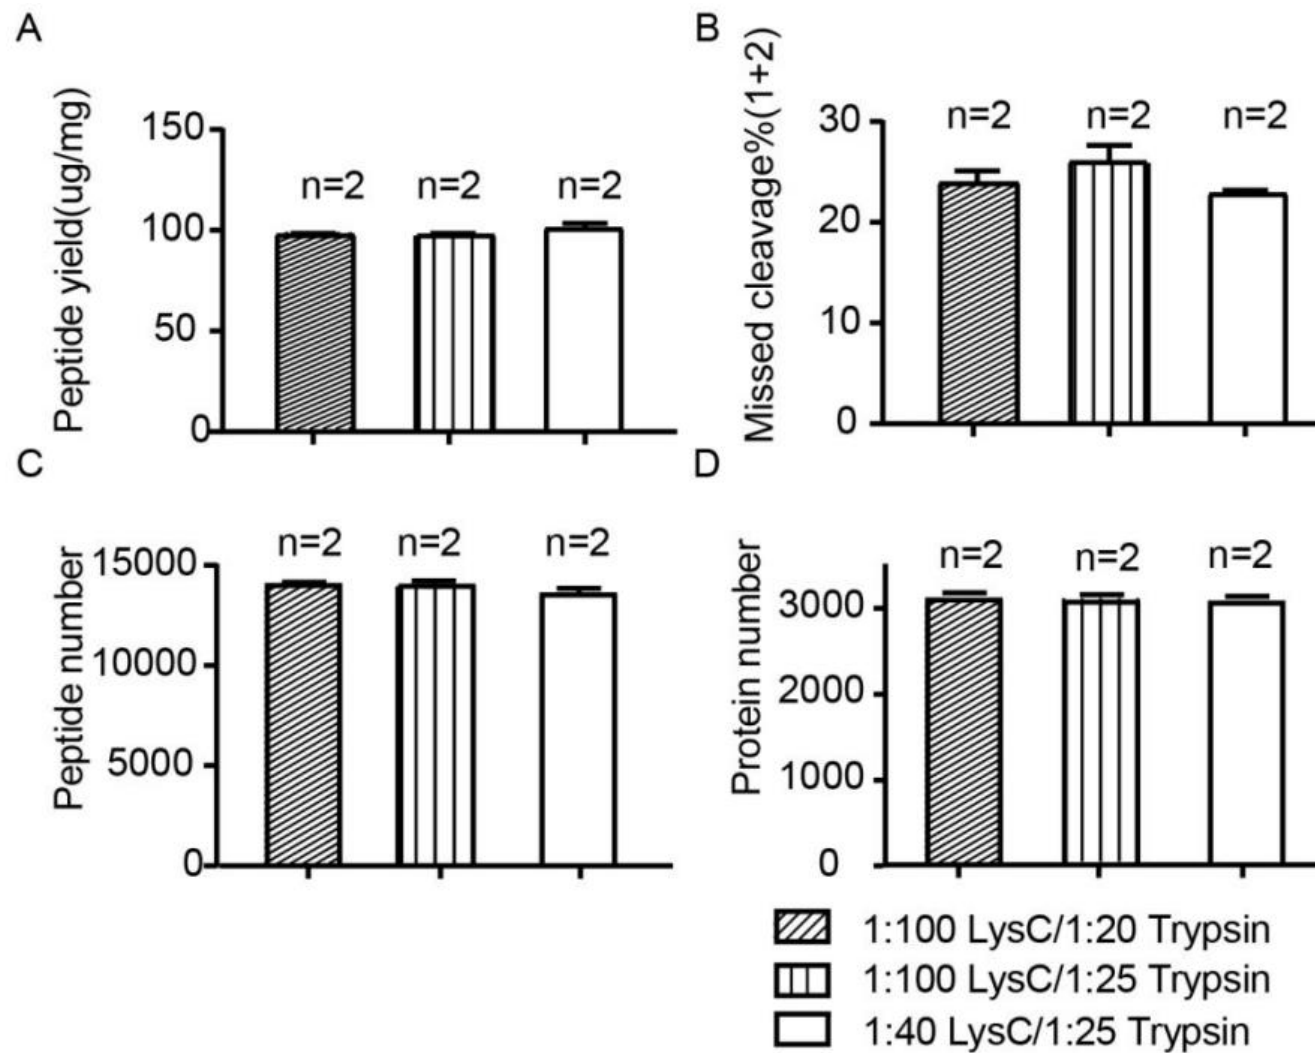 A
Peptide yield(ug/mg)
150
100
50
0
n=2
n=2
n=2
B
Missed cleavage%(1+2)
30
20
10
0
n=2
n=2
n=2
C
Peptide number
15000
10000
5000
0
n=2
n=2
n=2
D
Protein number
3000
2000
1000
0
n=2
n=2
n=2
1:100 LysC/1:20 Trypsin
1:100 LysC/1:25 Trypsin
1:40 LysC/1:25 Trypsin